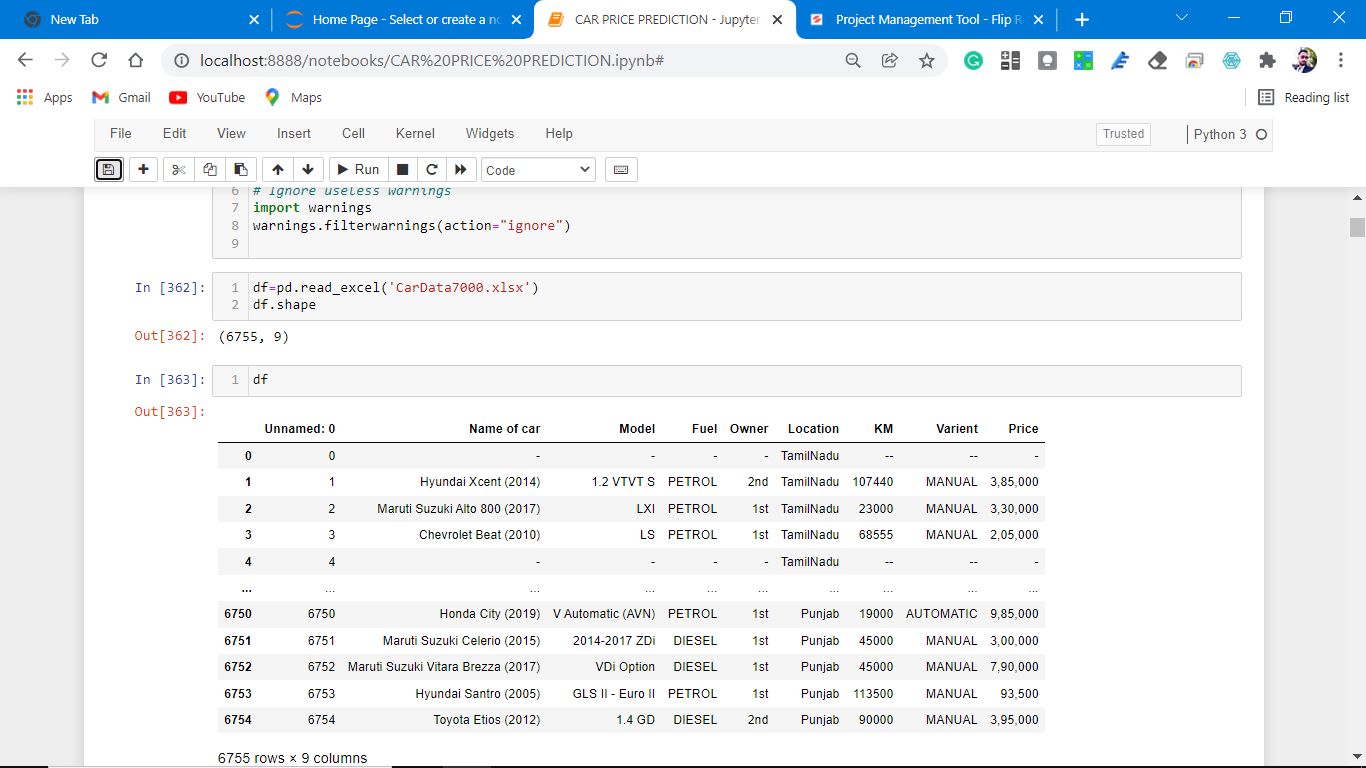 New Tab
Home Page - Select or create a no
CAR PRICE PREDICTION - Jupyter
Project Management Tool - Flip R
localhost:8888/notebooks/CAR%20PRICE%20PREDICTION.ipynb#
Apps Gmail YouTube Maps Reading list
File Edit View Insert Cell Kernel Widgets Help Trusted Python 3
Run Code
6 # Ignore useless warnings
7 import warnings
8 warnings.filterwarnings(action="ignore")
9
In [362]: 1 df=pd.read_excel('CarData7000.xlsx')
2 df.shape
Out[362]: (6755, 9)
In [363]: 1 df
Out[363]:
Unnamed: 0 Name of car Model Fuel Owner Location KM Varient Price
0 0 - - - - TamilNadu -- -- -
1 1 Hyundai Xcent (2014) 1.2 VTVT S PETROL 2nd TamilNadu 107440 MANUAL 3,85,000
2 2 Maruti Suzuki Alto 800 (2017) LXI PETROL 1st TamilNadu 23000 MANUAL 3,30,000
3 3 Chevrolet Beat (2010) LS PETROL 1st TamilNadu 68555 MANUAL 2,05,000
4 4 - - - - TamilNadu -- -- -
... ... ... ... ... ... ... ... ... ...
6750 6750 Honda City (2019) V Automatic (AVN) PETROL 1st Punjab 19000 AUTOMATIC 9,85,000
6751 6751 Maruti Suzuki Celerio (2015) 2014-2017 ZDi DIESEL 1st Punjab 45000 MANUAL 3,00,000
6752 6752 Maruti Suzuki Vitara Brezza (2017) VDi Option DIESEL 1st Punjab 45000 MANUAL 7,90,000
6753 6753 Hyundai Santro (2005) GLS II - Euro II PETROL 1st Punjab 113500 MANUAL 93,500
6754 6754 Toyota Etios (2012) 1.4 GD DIESEL 2nd Punjab 90000 MANUAL 3,95,000
6755 rows × 9 columns